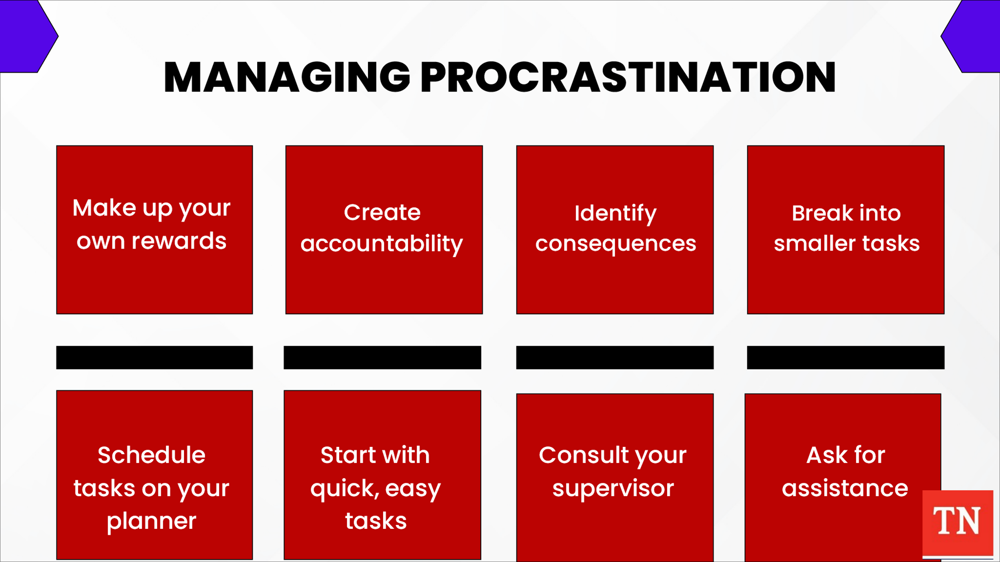 MANAGING PROCRASTINATION
Make up your
own rewards
Create
accountability
Identify
consequences
Break into
smaller tasks
Schedule
tasks on your
planner
Start with
quick, easy
tasks
Consult your
supervisor
Ask for
assistance
TN